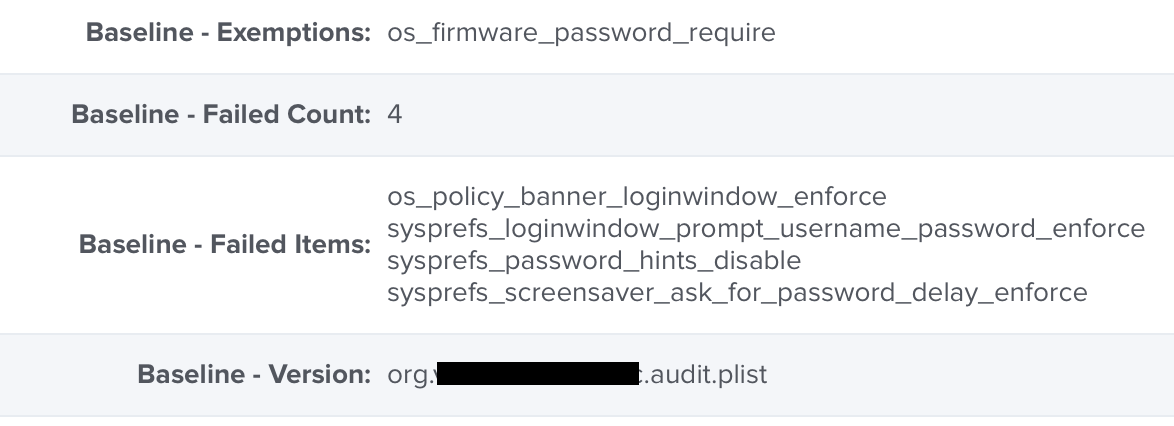 Baseline - Exemptions: os_firmware_password_require
Baseline - Failed Count: 4
Baseline - Failed Items: os_policy_banner_loginwindow_enforce
sysprefs_loginwindow_prompt_username_password_enforce
sysprefs_password_hints_disable
sysprefs_screensaver_ask_for_password_delay_enforce
Baseline - Version: org. .audit.plist